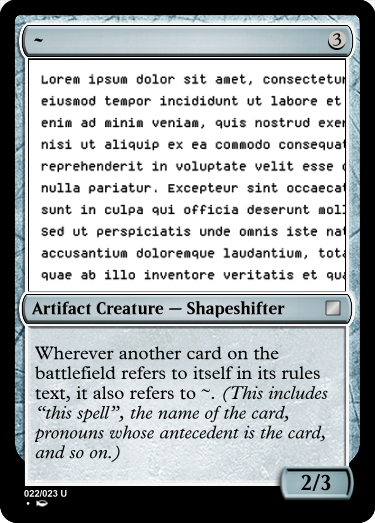 ~ 3
Lorem ipsum dolor sit amet, consectetur
eiusmod tempor incididunt ut labore et
enim ad minim veniam, quis nostrud exer
nisi ut aliquip ex ea commodo consequat
reprehenderit in voluptate velit esse c
nulla pariatur. Excepteur sint occaecat
sunt in culpa qui officia deserunt moll
Sed ut perspiciatis unde omnis iste nat
accusantium doloremque laudantium, tota
quae ab illo inventore veritatis et qua
Artifact Creature — Shapeshifter
Wherever another card on the
battlefield refers to itself in its rules
text, it also refers to ~. (This includes
“this spell”, the name of the card,
pronouns whose antecedent is the card,
and so on.)
2/3
022/023 U